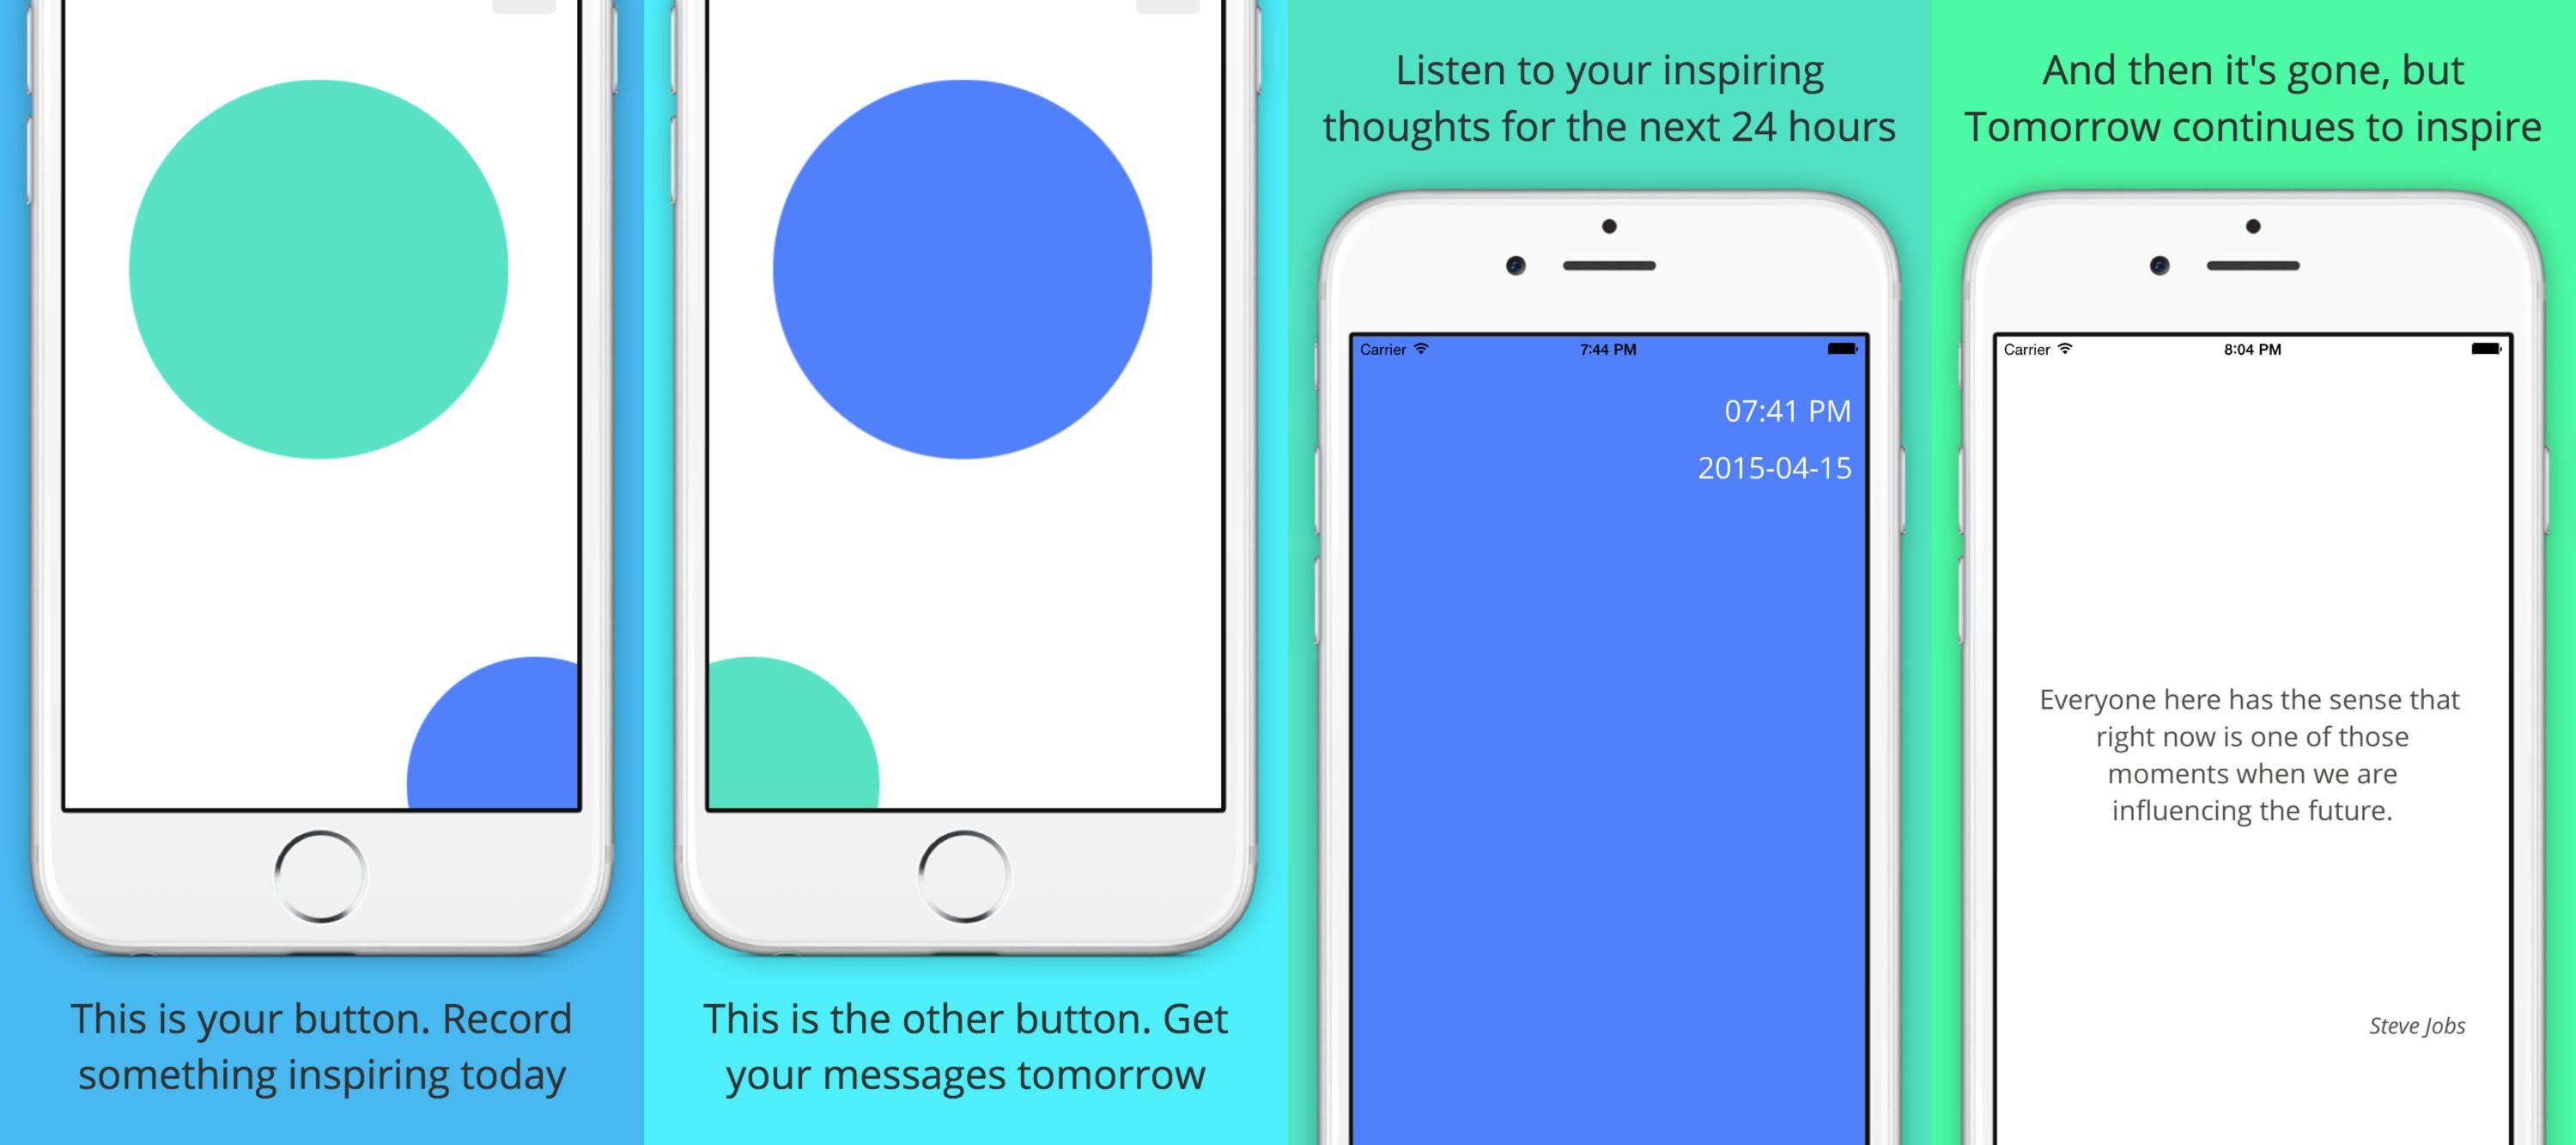 This is your button. Record
something inspiring today
This is the other button. Get
your messages tomorrow
Listen to your inspiring
thoughts for the next 24 hours
Carrier
7:44 PM
07:41 PM
2015-04-15
And then it's gone, but
Tomorrow continues to inspire
Carrier
8:04 PM
Everyone here has the sense that
right now is one of those
moments when we are
influencing the future.
Steve Jobs